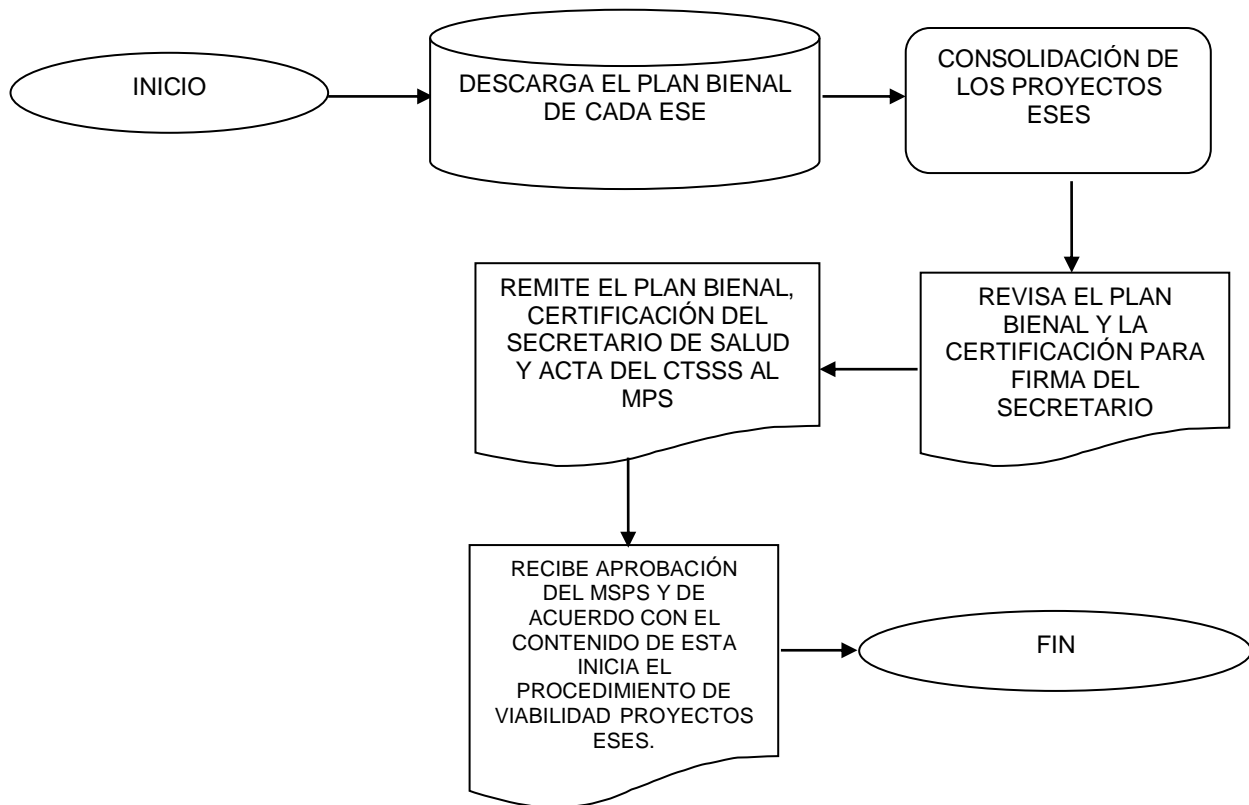 INICIO
DESCARGA EL PLAN BIENAL
DE CADA ESE
CONSOLIDACIÓN DE
LOS PROYECTOS
ESES
REVISA EL PLAN
BIENAL Y LA
CERTIFICACIÓN PARA
FIRMA DEL
SECRETARIO
REMITE EL PLAN BIENAL,
CERTIFICACIÓN DEL
SECRETARIO DE SALUD
Y ACTA DEL CTSSS AL
MPS
RECIBE APROBACIÓN
DEL MSPS Y DE
ACUERDO CON EL
CONTENIDO DE ESTA
INICIA EL
PROCEDIMIENTO DE
VIABILIDAD PROYECTOS
ESES.
FIN